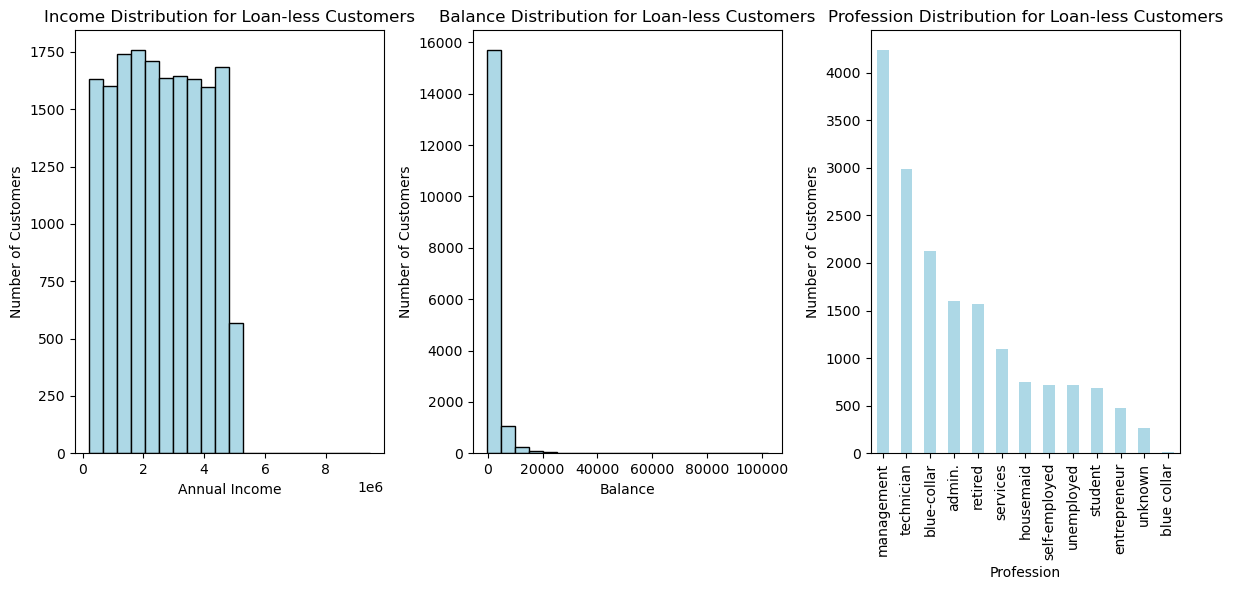 Income Distribution for Loan-less Customers
Number of Customers
1750
1500
1250
1000
750
500
250
0
0 2 4 6 8
1e6
Annual Income
Balance Distribution for Loan-less Customers
Number of Customers
16000
14000
12000
10000
8000
6000
4000
2000
0
0 20000 40000 60000 80000 100000
Balance
Profession Distribution for Loan-less Customers
Number of Customers
4000
3500
3000
2500
2000
1500
1000
500
0
management
technician
blue-collar
admin.
retired
services
housemaid
self-employed
unemployed
student
entrepreneur
unknown
blue collar
Profession